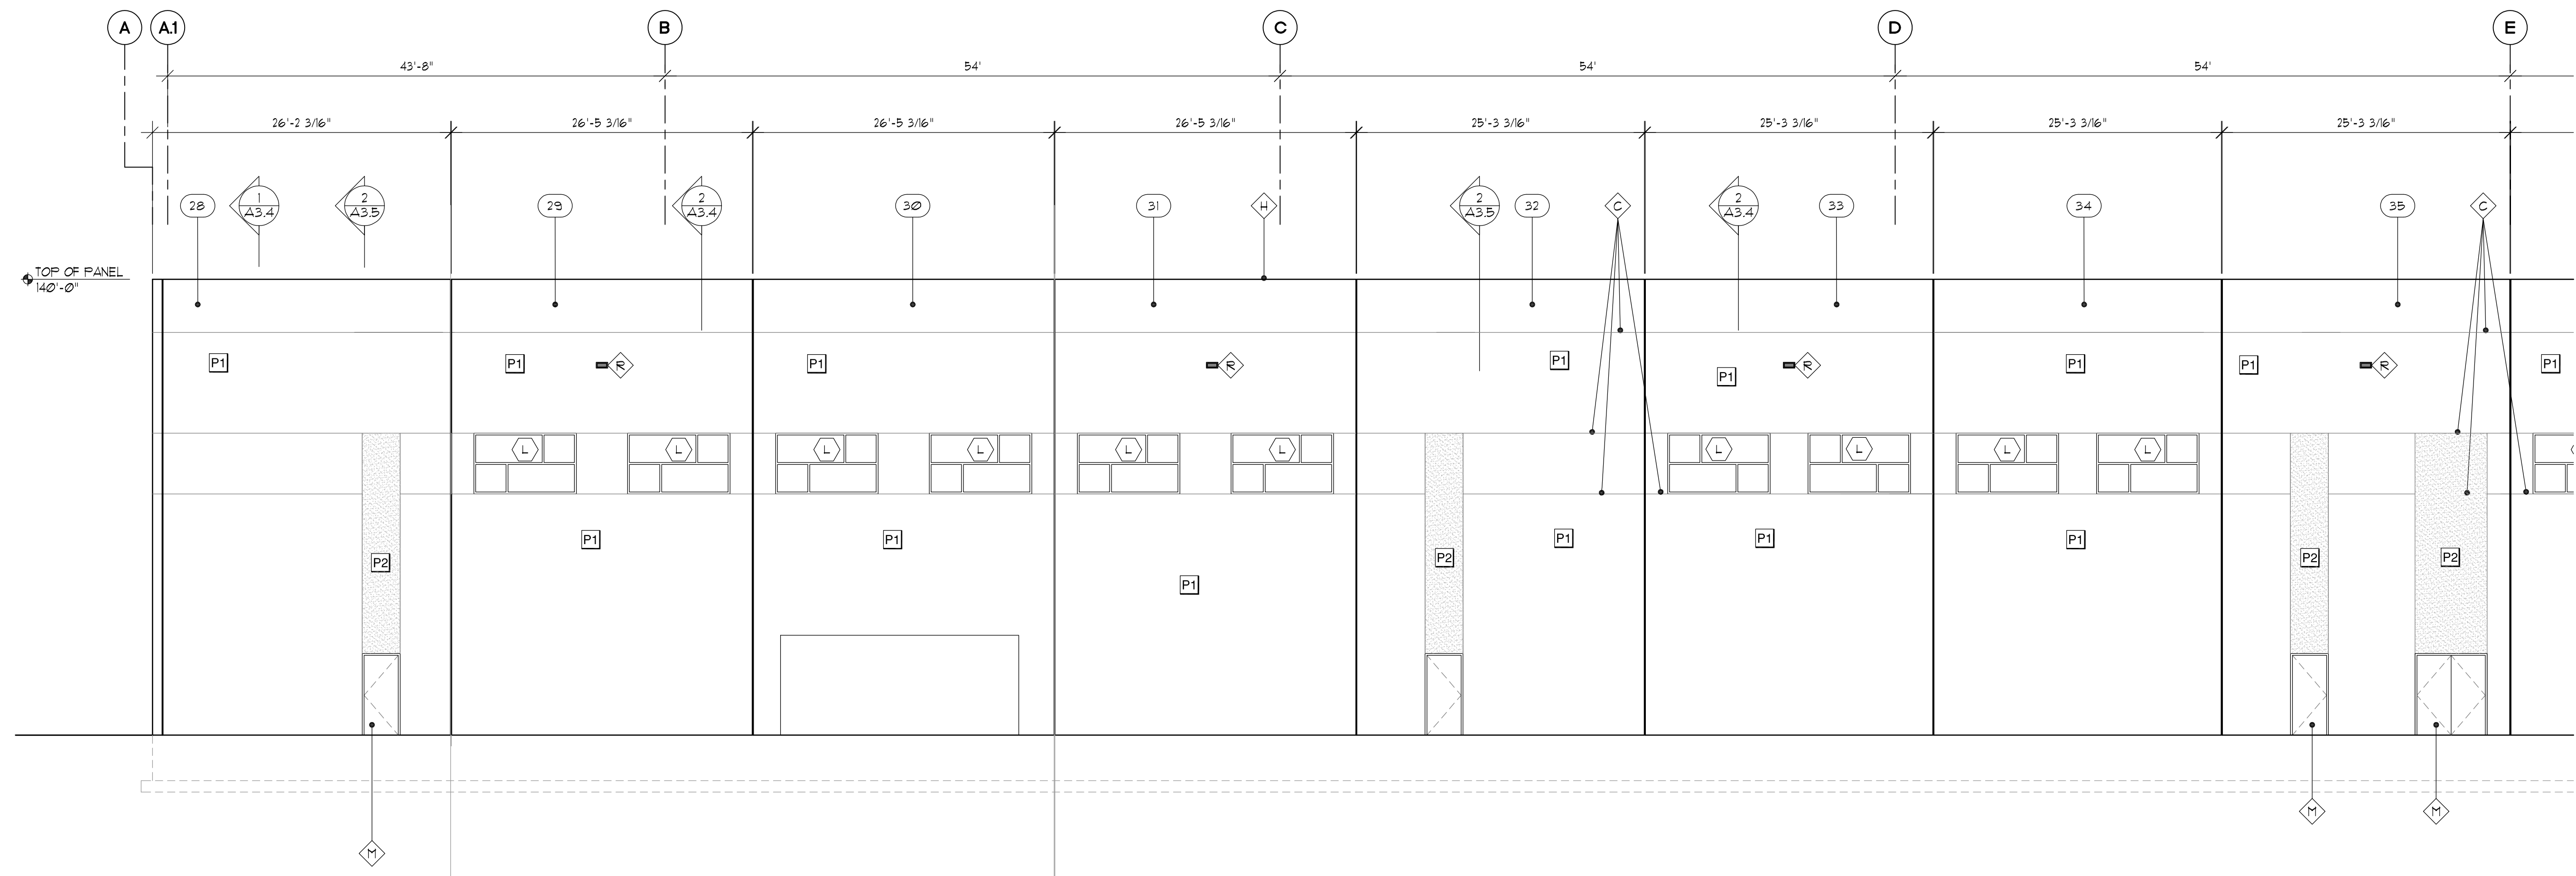 A A.1 B C D E
43'-8" 54' 54' 54'
26'-2 3/16" 26'-5 3/16" 26'-5 3/16" 26'-5 3/16" 25'-3 3/16" 25'-3 3/16" 25'-3 3/16" 25'-3 3/16"
28 1 2 29 2 30 31 H 2 32 C 2 33 34 35 C
A3.4 A3.5 A3.4 A3.5 A3.4
TOP OF PANEL
140'-0"
P1 P1 R P1 R P1 P1 R P1 P1 R P1
L L L L L L L L L L
P1 P1 P1 P1 P1
P2 P2 P2 P2
P1
M M
M